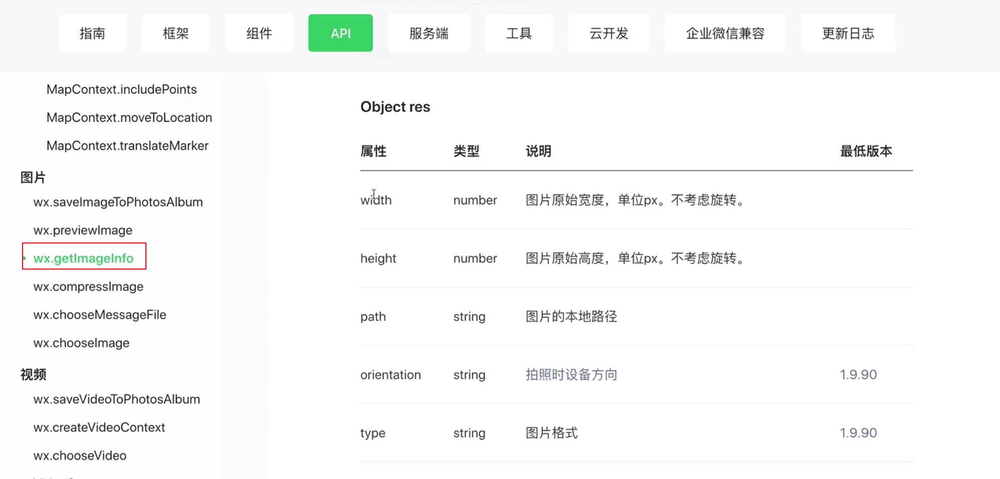 指南 框架 组件 API 服务端 工具 云开发 企业微信兼容 更新日志
MapContext.includePoints
MapContext.moveToLocation
MapContext.translateMarker
图片
wx.saveImageToPhotosAlbum
wx.previewImage
wx.getImageInfo
wx.compressImage
wx.chooseMessageFile
wx.chooseImage
视频
wx.saveVideoToPhotosAlbum
wx.createVideoContext
wx.chooseVideo
Object res
属性 类型 说明 最低版本
width number 图片原始宽度，单位px。不考虑旋转。
height number 图片原始高度，单位px。不考虑旋转。
path string 图片的本地路径
orientation string 拍照时设备方向 1.9.90
type string 图片格式 1.9.90